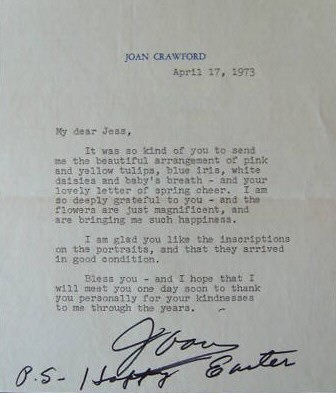 JOAN CRAWFORD
April 17, 1973
My dear Jess,
It was so kind of you to send
me the beautiful arrangement of pink
and yellow tulips, blue iris, white
daisies and baby's breath - and your
lovely letter of spring cheer. I am
so deeply grateful to you - and the
flowers are just magnificent, and
are bringing me such happiness.
I am glad you like the inscriptions
on the portraits, and that they arrived
in good condition.
Bless you - and I hope that I
will meet you one day soon to thank
you personally for your kindnesses
to me through the years.
Joan
P.S- Happy Easter